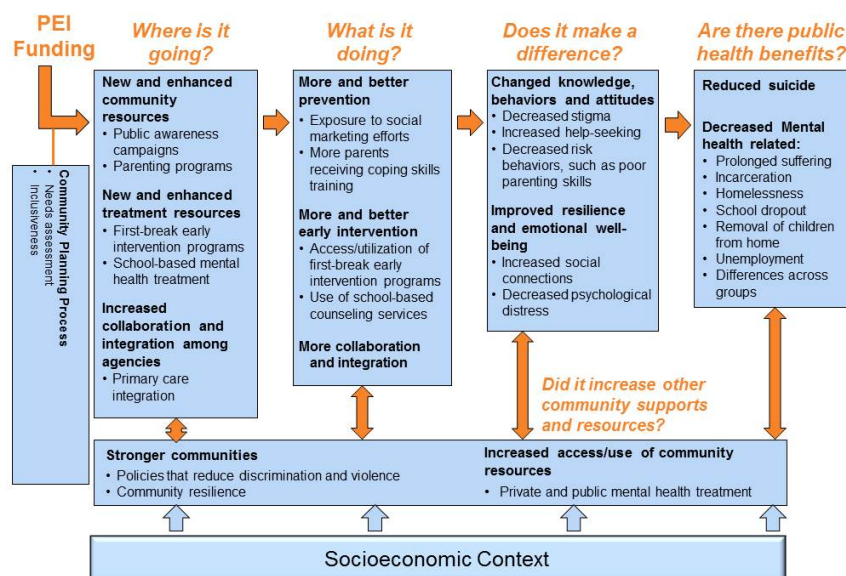 PEI
Funding
Where is it
going?
What is it
doing?
Does it make a
difference?
Are there public
health benefits?
Community Planning Process
• Needs assessment
• Inclusiveness
New and enhanced
community
resources
• Public awareness
campaigns
• Parenting programs
New and enhanced
treatment resources
• First-break early
intervention programs
• School-based mental
health treatment
Increased
collaboration and
integration among
agencies
• Primary care
integration
More and better
prevention
• Exposure to social
marketing efforts
• More parents
receiving coping skills
training
More and better
early intervention
• Access/utilization of
first-break early
intervention programs
• Use of school-based
counseling services
More collaboration
and integration
Changed knowledge,
behaviors and attitudes
• Decreased stigma
• Increased help-seeking
• Decreased risk
behaviors, such as poor
parenting skills
Improved resilience
and emotional well-
being
• Increased social
connections
• Decreased psychological
distress
Reduced suicide
Decreased Mental
health related:
• Prolonged suffering
• Incarceration
• Homelessness
• School dropout
• Removal of children
from home
• Unemployment
• Differences across
groups
Did it increase other
community supports
and resources?
Stronger communities
• Policies that reduce discrimination and violence
• Community resilience
Increased access/use of community
resources
• Private and public mental health treatment
Socioeconomic Context